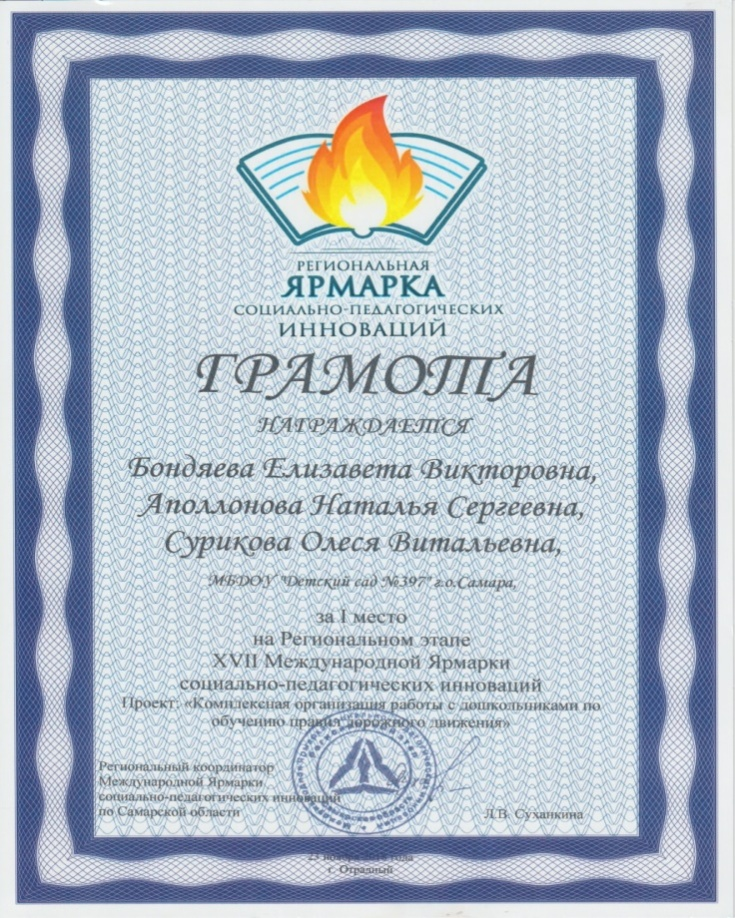 РЕГИОНАЛЬНАЯ
ЯРМАРКА
СОЦИАЛЬНО-ПЕДАГОГИЧЕСКИХ
ИННОВАЦИЙ
ГРАМОТА
НАГРАЖДАЕТСЯ
Бондяева Елизавета Викторовна,
Аполлонова Наталья Сергеевна,
Сурикова Олеся Витальевна,
МБДОУ "Детский сад №397" г.о.Самара,
за I место
на Региональном этапе
XVII Международной Ярмарки
социально-педагогических инноваций
Проект: «Комплексная организация работы с дошкольниками по
обучению правил дорожного движения»
Региональный координатор
Международной Ярмарки
социально-педагогических инноваций
по Самарской области
Л.В. Суханкина
23 ноября года
г. Отрадный